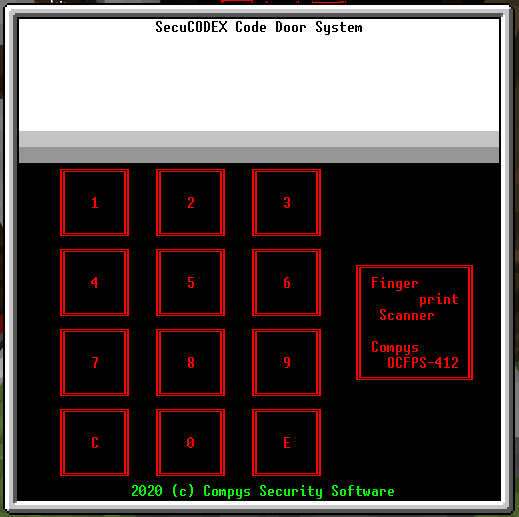 SecuCODEX Code Door System
1 2 3
4 5 6
Finger
print
Scanner
7 8 9
Compys
OCFPS-412
C 0 E
2020 (c) Compys Security Software